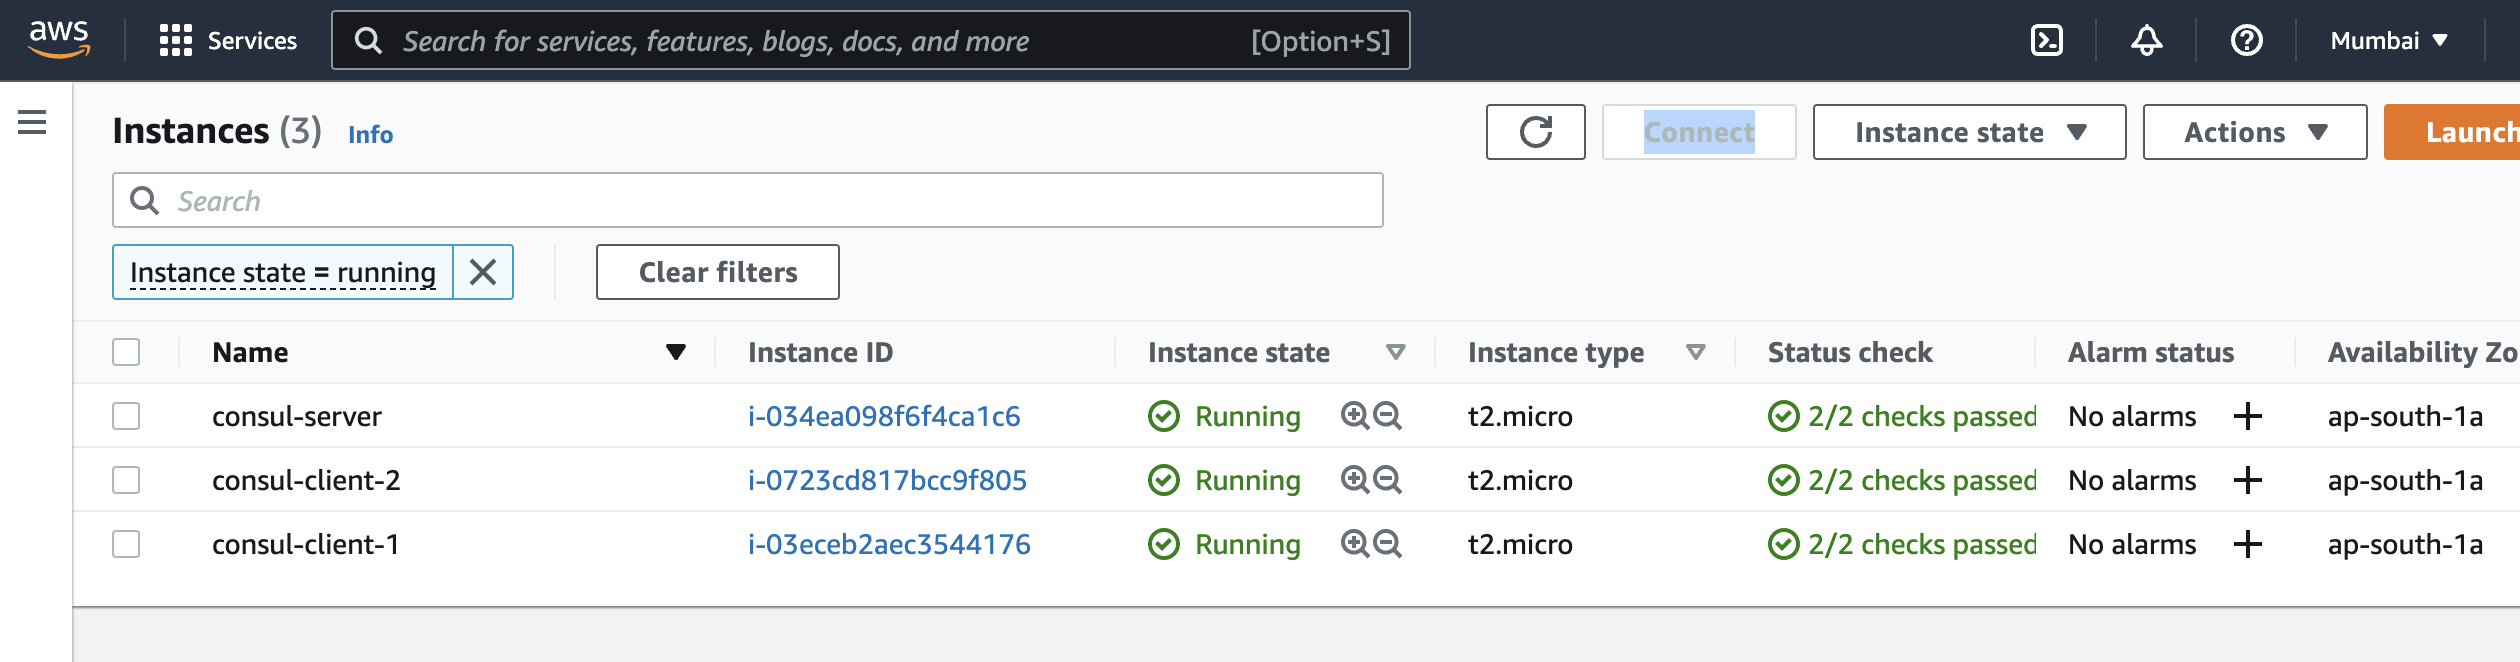 aws Services Search for services, features, blogs, docs, and more [Option+S] Mumbai
Instances (3) Info Connect Instance state Actions Launch
Search
Instance state = running Clear filters
Name Instance ID Instance state Instance type Status check Alarm status Availability Zo
consul-server i-034ea098f6f4ca1c6 Running t2.micro 2/2 checks passed No alarms ap-south-1a
consul-client-2 i-0723cd817bcc9f805 Running t2.micro 2/2 checks passed No alarms ap-south-1a
consul-client-1 i-03eceb2aec3544176 Running t2.micro 2/2 checks passed No alarms ap-south-1a